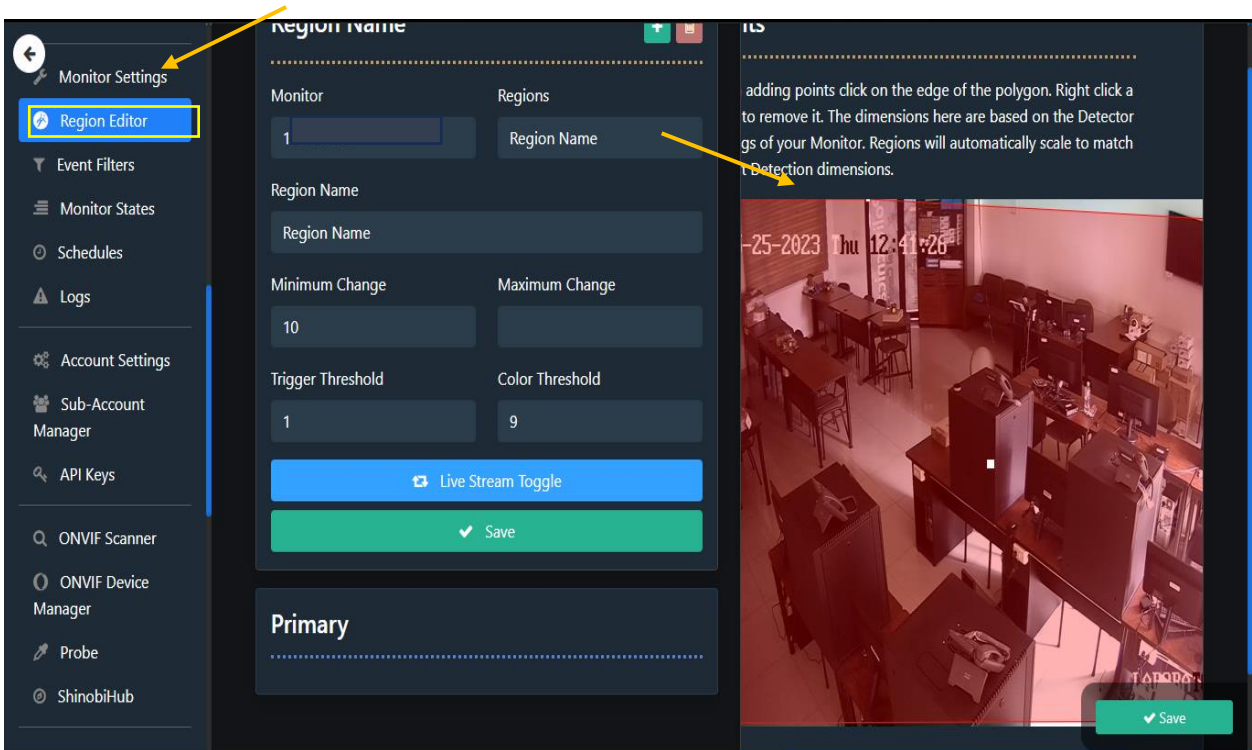 Monitor Settings
Region Editor
Event Filters
Monitor States
Schedules
Logs
Account Settings
Sub-Account
Manager
API Keys
ONVIF Scanner
ONVIF Device
Manager
Probe
ShinobiHub
Region Name
Monitor
Regions
1
Region Name
Region Name
Region Name
Minimum Change
Maximum Change
10
Trigger Threshold
Color Threshold
1
9
Live Stream Toggle
Save
Primary
adding points click on the edge of the polygon. Right click a
to remove it. The dimensions here are based on the Detector
gs of your Monitor. Regions will automatically scale to match
t Detection dimensions.
-25-2023 Thu 12:41:26
Save